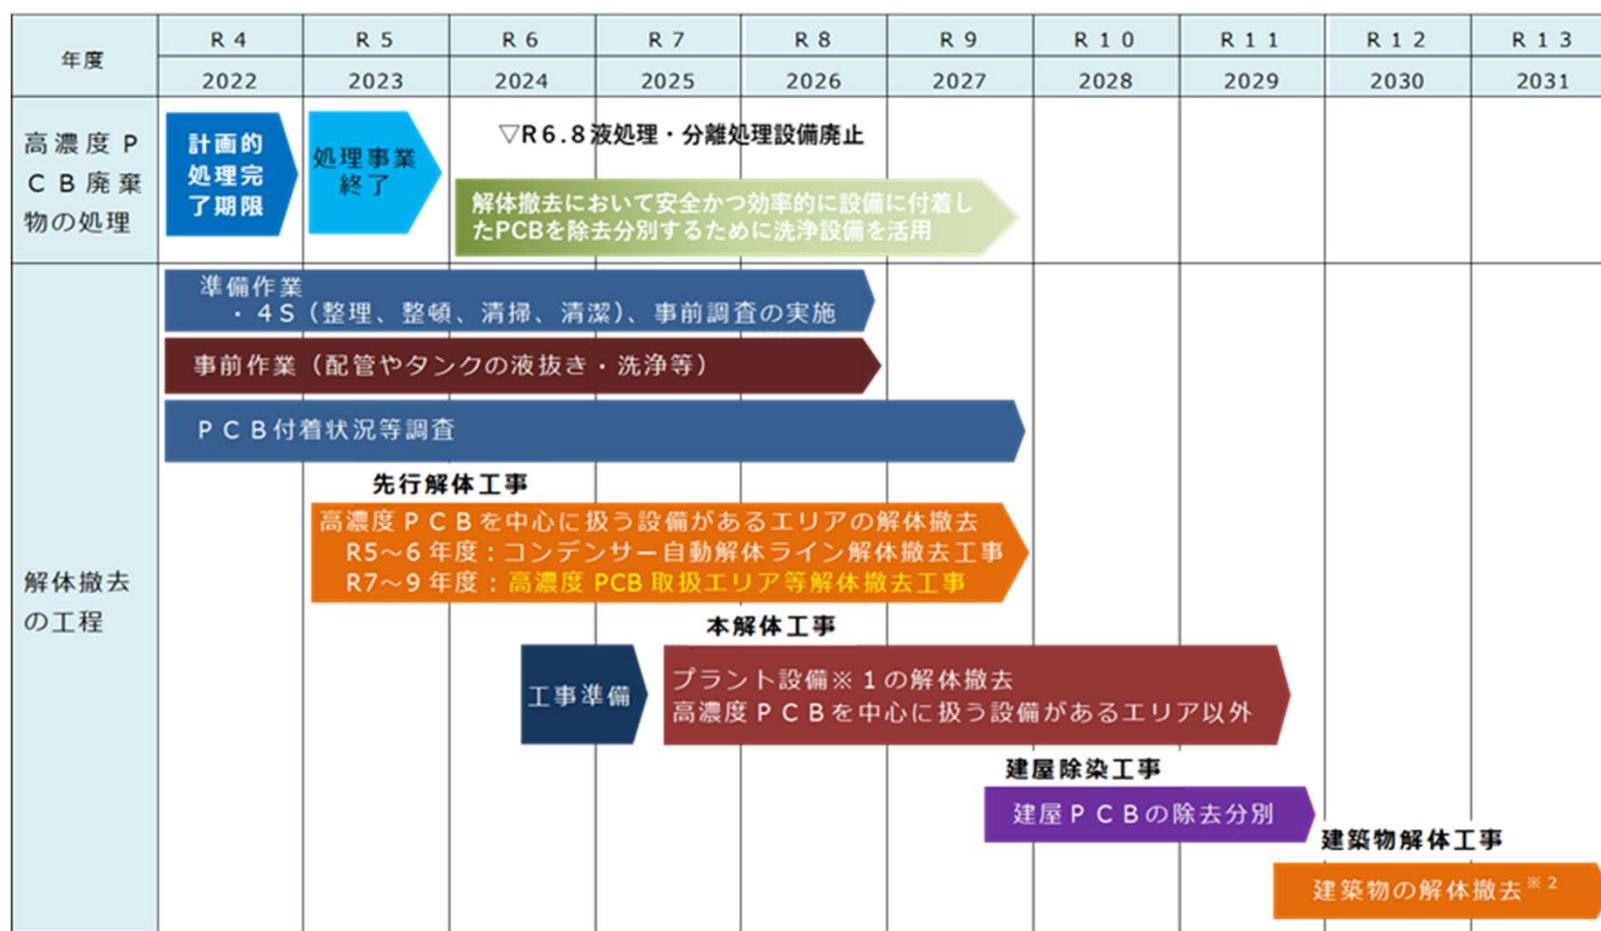 年度
R4 R5 R6 R7 R8 R9 R10 R11 R12 R13
2022 2023 2024 2025 2026 2027 2028 2029 2030 2031
高濃度P
CB廃棄
物の処理
計画的
処理完
了期限
処理事業
終了
▽R6.8液処理・分離処理設備廃止
解体撤去において安全かつ効率的に設備に付着し
たPCBを除去分別するために洗浄設備を活用
解体撤去
の工程
準備作業
・4S(整理、整頓、清掃、清潔)、事前調査の実施
事前作業(配管やタンクの液抜き・洗浄等)
PCB付着状況等調査
先行解体工事
高濃度PCBを中心に扱う設備があるエリアの解体撤去
R5~6年度:コンデンサー自動解体ライン解体撤去工事
R7~9年度:高濃度PCB取扱エリア等解体撤去工事
本解体工事
工事準備
プラント設備※1の解体撤去
高濃度PCBを中心に扱う設備があるエリア以外
建屋除染工事
建屋PCBの除去分別
建築物解体工事
建築物の解体撤去※2